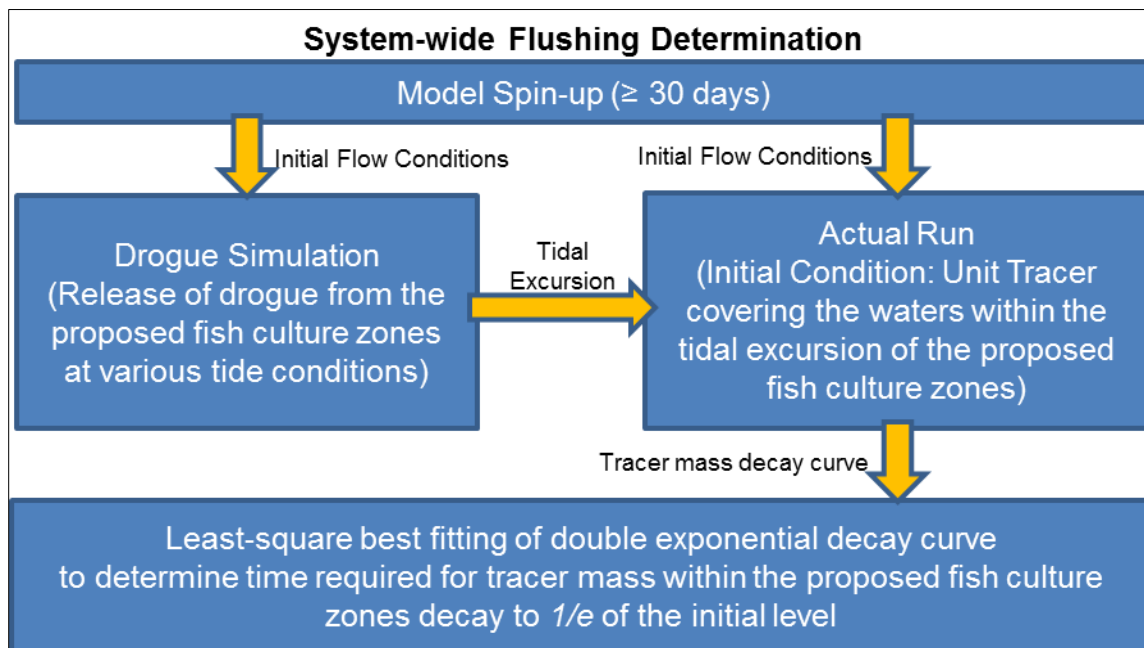 System-wide Flushing Determination
Model Spin-up (≥ 30 days)
Initial Flow Conditions
Initial Flow Conditions
Drogue Simulation
(Release of drogue from the
proposed fish culture zones
at various tide conditions)
Tidal
Excursion
Actual Run
(Initial Condition: Unit Tracer
covering the waters within the
tidal excursion of the proposed
fish culture zones)
Tracer mass decay curve
Least-square best fitting of double exponential decay curve
to determine time required for tracer mass within the proposed fish culture
zones decay to 1/e of the initial level